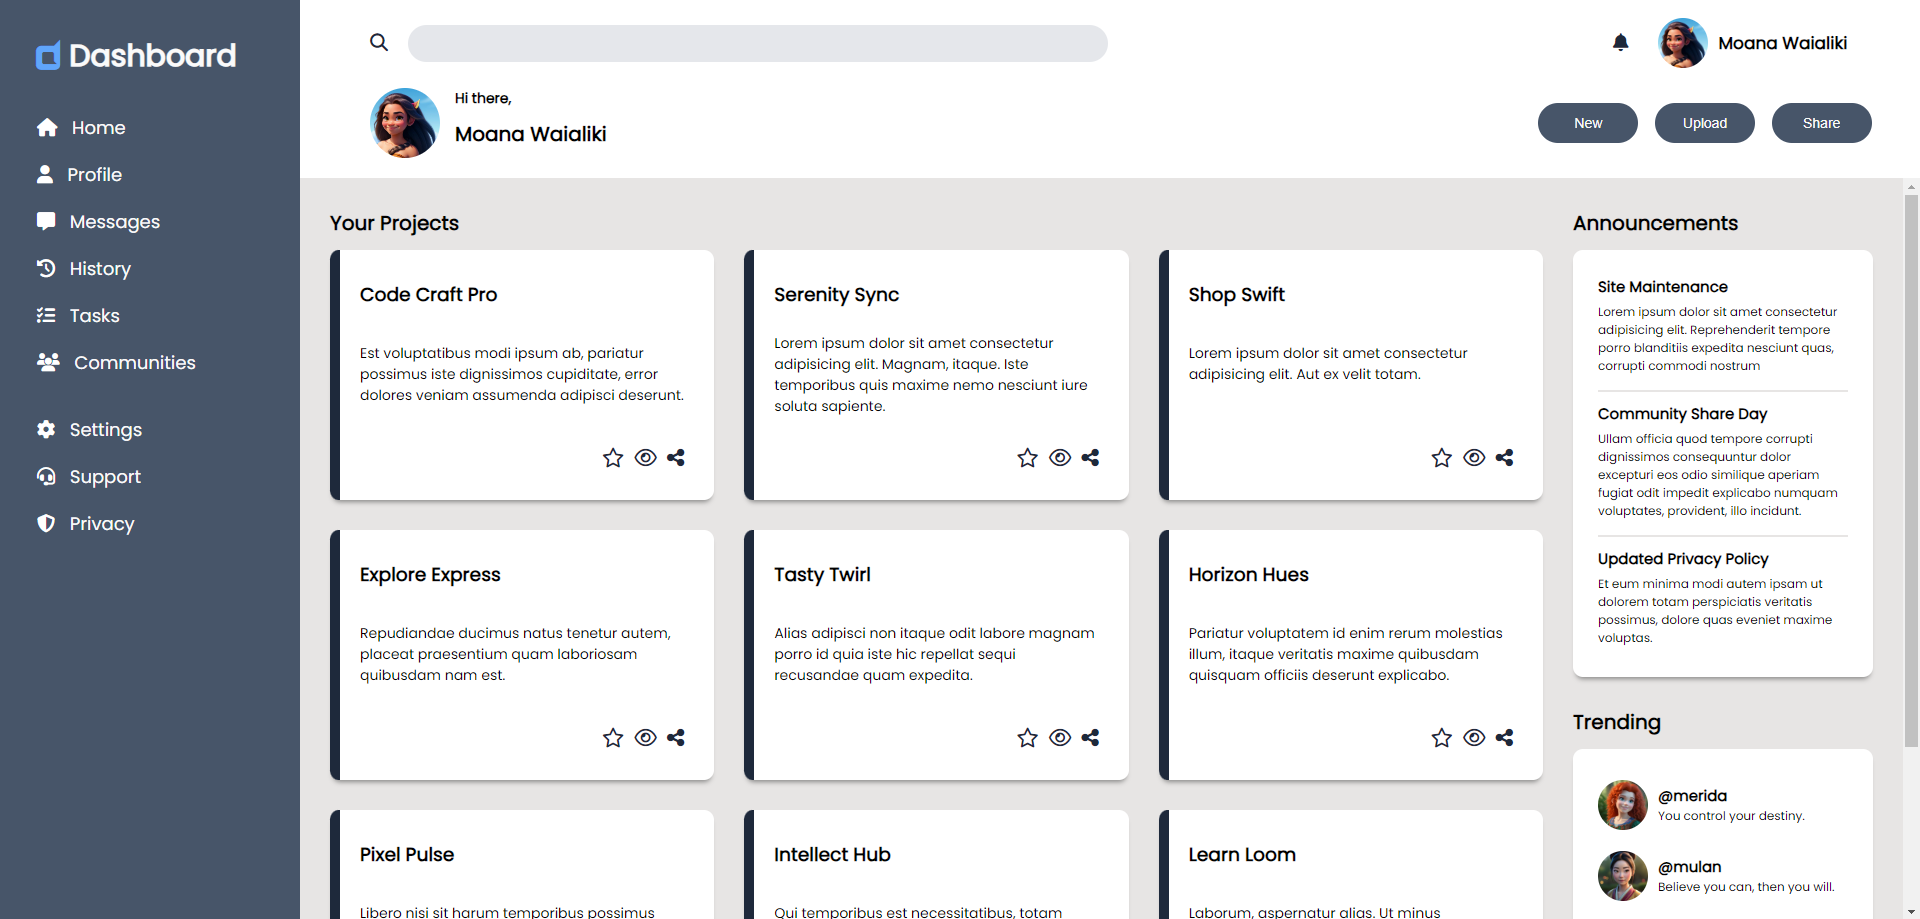 Dashboard
Home
Profile
Messages
History
Tasks
Communities
Settings
Support
Privacy
Moana Waialiki
Hi there,
Moana Waialiki
New
Upload
Share
Your Projects
Code Craft Pro
Est voluptatibus modi ipsum ab, pariatur
possimus iste dignissimos cupiditate, error
dolores veniam assumenda adipisci deserunt.
Serenity Sync
Lorem ipsum dolor sit amet consectetur
adipisicing elit. Magnam, itaque. Iste
temporibus quis maxime nemo nesciunt iure
soluta sapiente.
Shop Swift
Lorem ipsum dolor sit amet consectetur
adipisicing elit. Aut ex velit totam.
Explore Express
Repudiandae ducimus natus tenetur autem,
placeat praesentium quam laboriosam
quibusdam nam est.
Tasty Twirl
Alias adipisci non itaque odit labore magnam
porro id quia iste hic repellat sequi
recusandae quam expedita.
Horizon Hues
Pariatur voluptatem id enim rerum molestias
illum, itaque veritatis maxime quibusdam
quisquam officiis deserunt explicabo.
Pixel Pulse
Libero nisi sit harum temporibus possimus
Intellect Hub
Qui temporibus est necessitatibus, totam
Learn Loom
Laborum, aspernatur alias. Ut minus
Announcements
Site Maintenance
Lorem ipsum dolor sit amet consectetur
adipisicing elit. Reprehenderit tempore
porro blanditiis expedita nesciunt quas,
corrupti commodi nostrum
Community Share Day
Ullam officia quod tempore corrupti
dignissimos consequuntur dolor
excepturi eos odio similique aperiam
fugiat odit impedit explicabo numquam
voluptates, provident, illo incidunt.
Updated Privacy Policy
Et eum minima modi autem ipsam ut
dolorem totam perspiciatis veritatis
possimus, dolore quas eveniet maxime
voluptas.
Trending
@merida
You control your destiny.
@mulan
Believe you can, then you will.